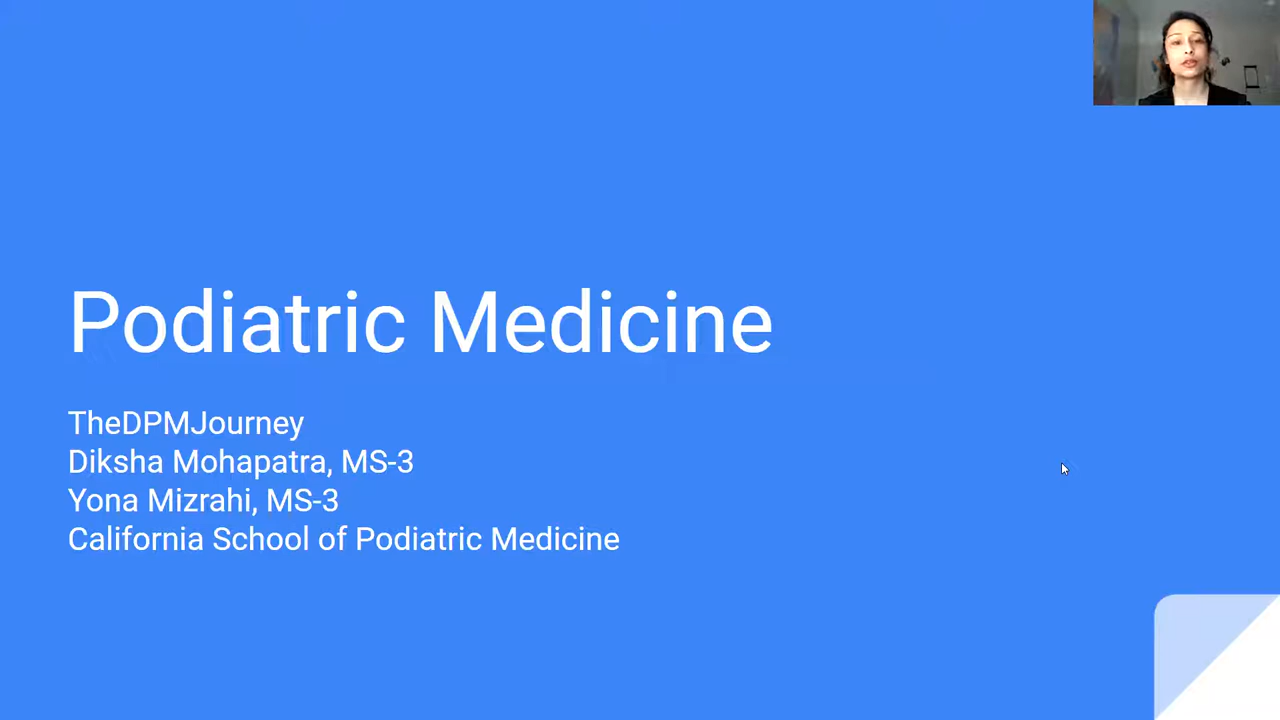 Podiatric Medicine
TheDPMJourney
Diksha Mohapatra, MS-3
Yona Mizrahi, MS-3
California School of Podiatric Medicine